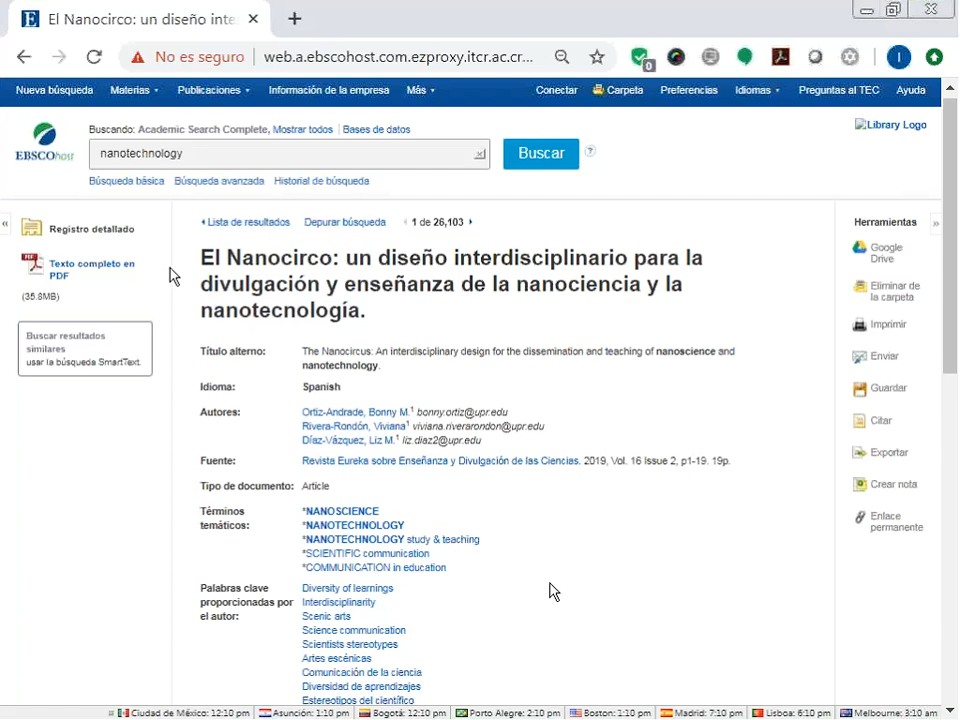 El Nanocirco: un diseño inte
No es seguro
web.a.ebscohost.com.ezproxy.itcr.ac.cr...
0
I
Nueva búsqueda Materias Publicaciones Información de la empresa Más Conectar Carpeta Preferencias Idiomas Preguntas al TEC Ayuda
Buscando: Academic Search Complete, Mostrar todos | Bases de datos
Library Logo
EBSCOhost
nanotechnology
Buscar
?
Búsqueda básica Búsqueda avanzada Historial de búsqueda
«
Registro detallado
Texto completo en
PDF
(35.8MB)
Buscar resultados
similares
usar la búsqueda SmartText.
Lista de resultados Depurar búsqueda 1 de 26,103
El Nanocirco: un diseño interdisciplinario para la
divulgación y enseñanza de la nanociencia y la
nanotecnología.
Título alterno: The Nanocircus: An interdisciplinary design for the dissemination and teaching of nanoscience and
nanotechnology.
Idioma: Spanish
Autores: Ortiz-Andrade, Bonny M.1 bonny.ortiz@upr.edu
Rivera-Rondón, Viviana1 viviana.riverarondon@upr.edu
Díaz-Vázquez, Liz M.1 liz.diaz2@upr.edu
Fuente: Revista Eureka sobre Enseñanza y Divulgación de las Ciencias. 2019, Vol. 16 Issue 2, p1-19. 19p.
Tipo de documento: Article
Términos *NANOSCIENCE
temáticos: *NANOTECHNOLOGY
*NANOTECHNOLOGY study & teaching
*SCIENTIFIC communication
*COMMUNICATION in education
Palabras clave Diversity of learnings
proporcionadas por Interdisciplinarity
el autor: Scenic arts
Science communication
Scientists stereotypes
Artes escénicas
Comunicación de la ciencia
Diversidad de aprendizajes
Estereotipos del científico
Herramientas
»
Google
Drive
Eliminar de
la carpeta
Imprimir
Enviar
Guardar
Citar
Exportar
Crear nota
Enlace
permanente
Ciudad de México: 12:10 pm Asunción: 1:10 pm Bogotá: 12:10 pm Porto Alegre: 2:10 pm Boston: 1:10 pm Madrid: 7:10 pm Lisboa: 6:10 pm Melbourne: 3:10 am